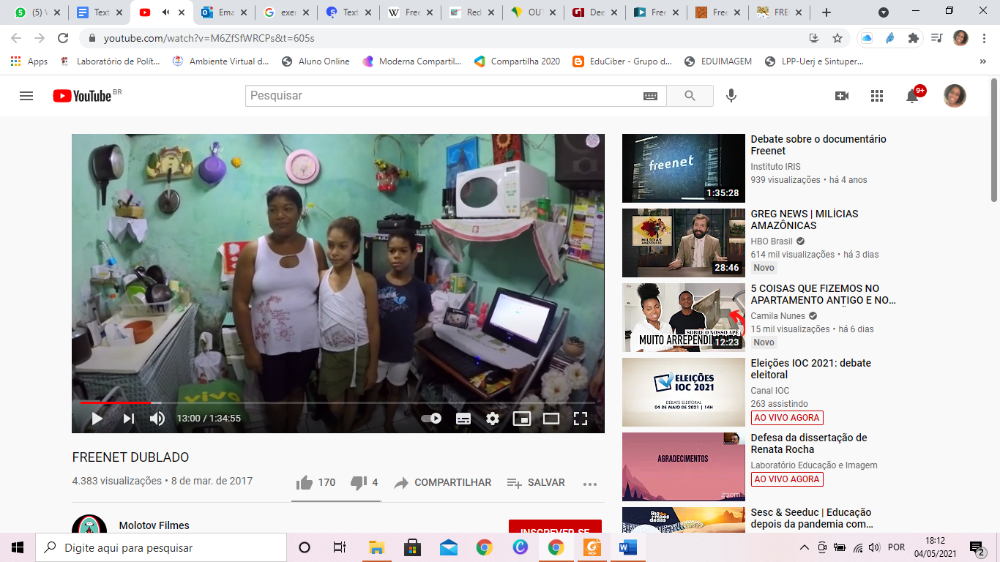 (5) V
Text
Ema
exer
Text
Free
Red
OUT
Dee
Free
Free
FRE
youtube.com/watch?v=M6ZfSfWRCPs&t=605s
Apps
Laboratório de Polít...
Ambiente Virtual d...
Aluno Online
Moderna Compartil...
Compartilha 2020
EduCiber - Grupo d...
EDUIMAGEM
LPP-Uerj e Sintuper...
»
YouTube BR
Pesquisar
9+
vivo
13:00 / 1:34:55
FREENET DUBLADO
4.383 visualizações • 8 de mar. de 2017
170
4
COMPARTILHAR
SALVAR
Molotov Filmes
INSCREVER-SE
freenet
1:35:28
Debate sobre o documentário
Freenet
Instituto IRIS
939 visualizações • há 4 anos
MILÍCIAS
AMAZÔNICAS
28:46
GREG NEWS | MILÍCIAS
AMAZÔNICAS
HBO Brasil
614 mil visualizações • há 3 dias
Novo
SOBRE O NOSSO APÊ
MUITO ARREPENDIMENTO
12:23
5 COISAS QUE FIZEMOS NO
APARTAMENTO ANTIGO E NO...
Camila Nunes
15 mil visualizações • há 6 dias
Novo
ELEIÇÕES
IOC 2021
DEBATE ELEITORAL
04 DE MAIO DE 2021 | 14H
Eleições IOC 2021: debate
eleitoral
Canal IOC
263 assistindo
AO VIVO AGORA
AGRADECIMENTOS
zoom
Defesa da dissertação de
Renata Rocha
Laboratório Educação e Imagem
AO VIVO AGORA
Sesc & Seeduc | Educação
depois da pandemia com...
Digite aqui para pesquisar
POR
18:12
04/05/2021
2